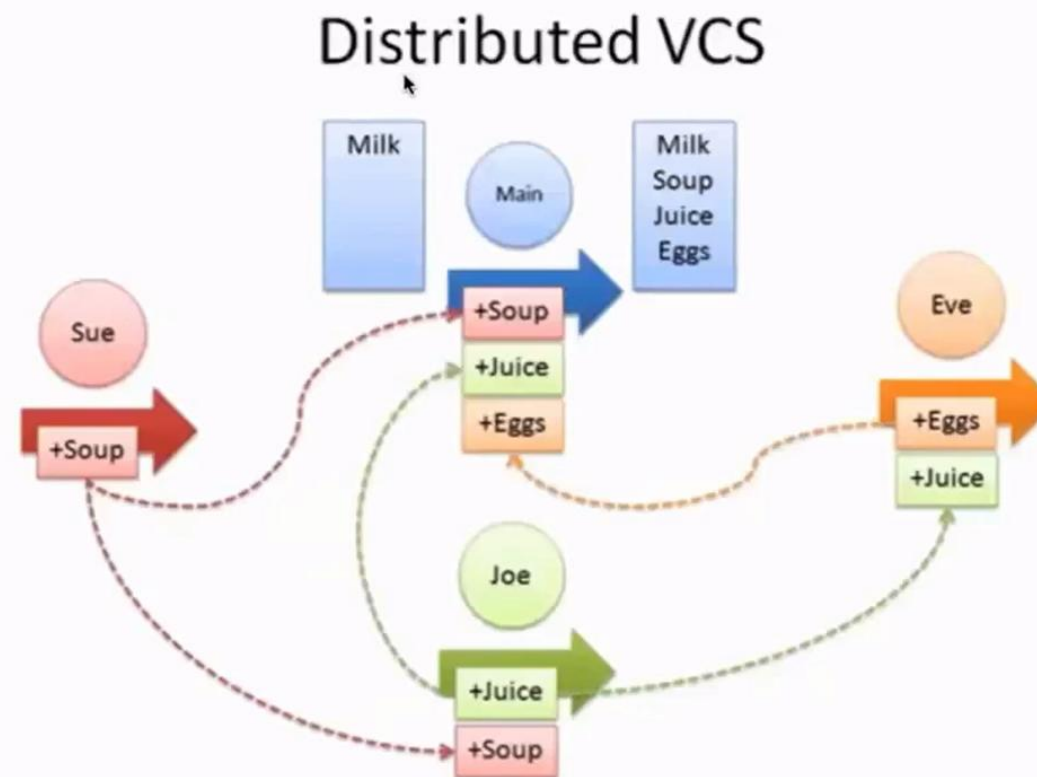 Distributed VCS
Milk
Main
Milk
Soup
Juice
Eggs
Sue
+Soup
+Soup
+Juice
+Eggs
Eve
+Eggs
+Juice
Joe
+Juice
+Soup